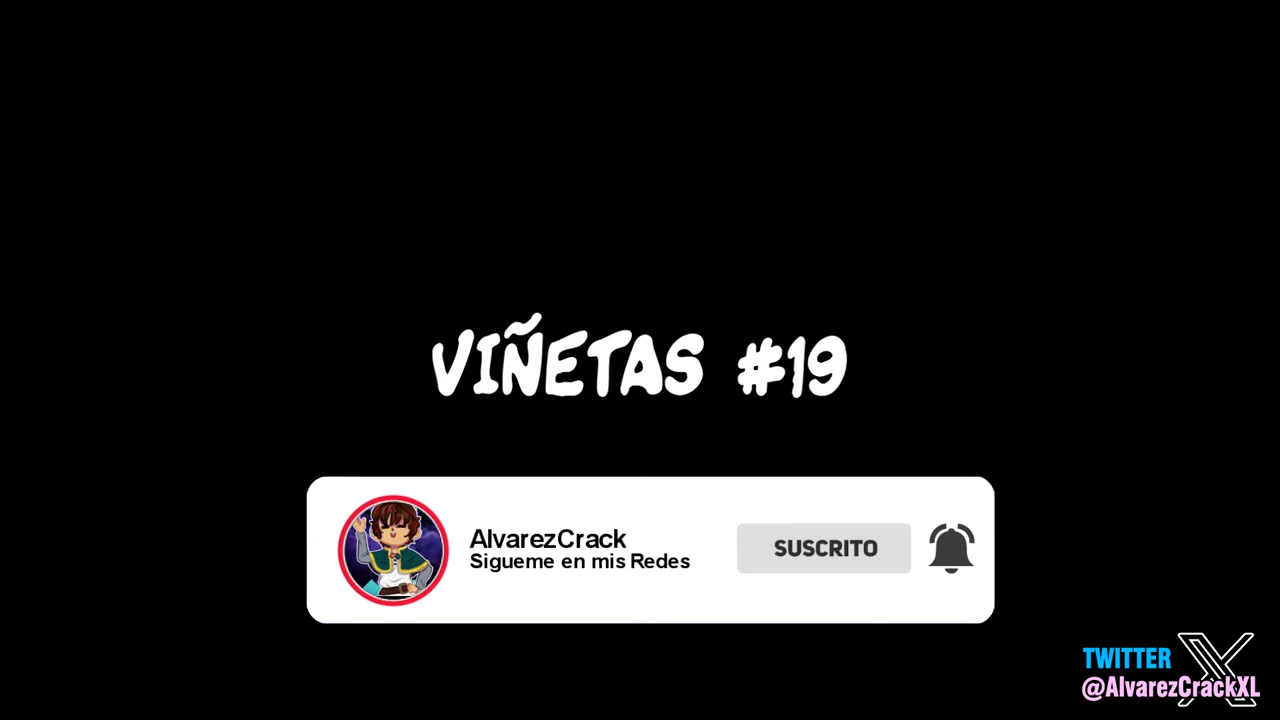 VIÑETAS #19
AlvarezCrack
Sigueme en mis Redes
SUSCRITO
TWITTER
@AlvarezCrackXL